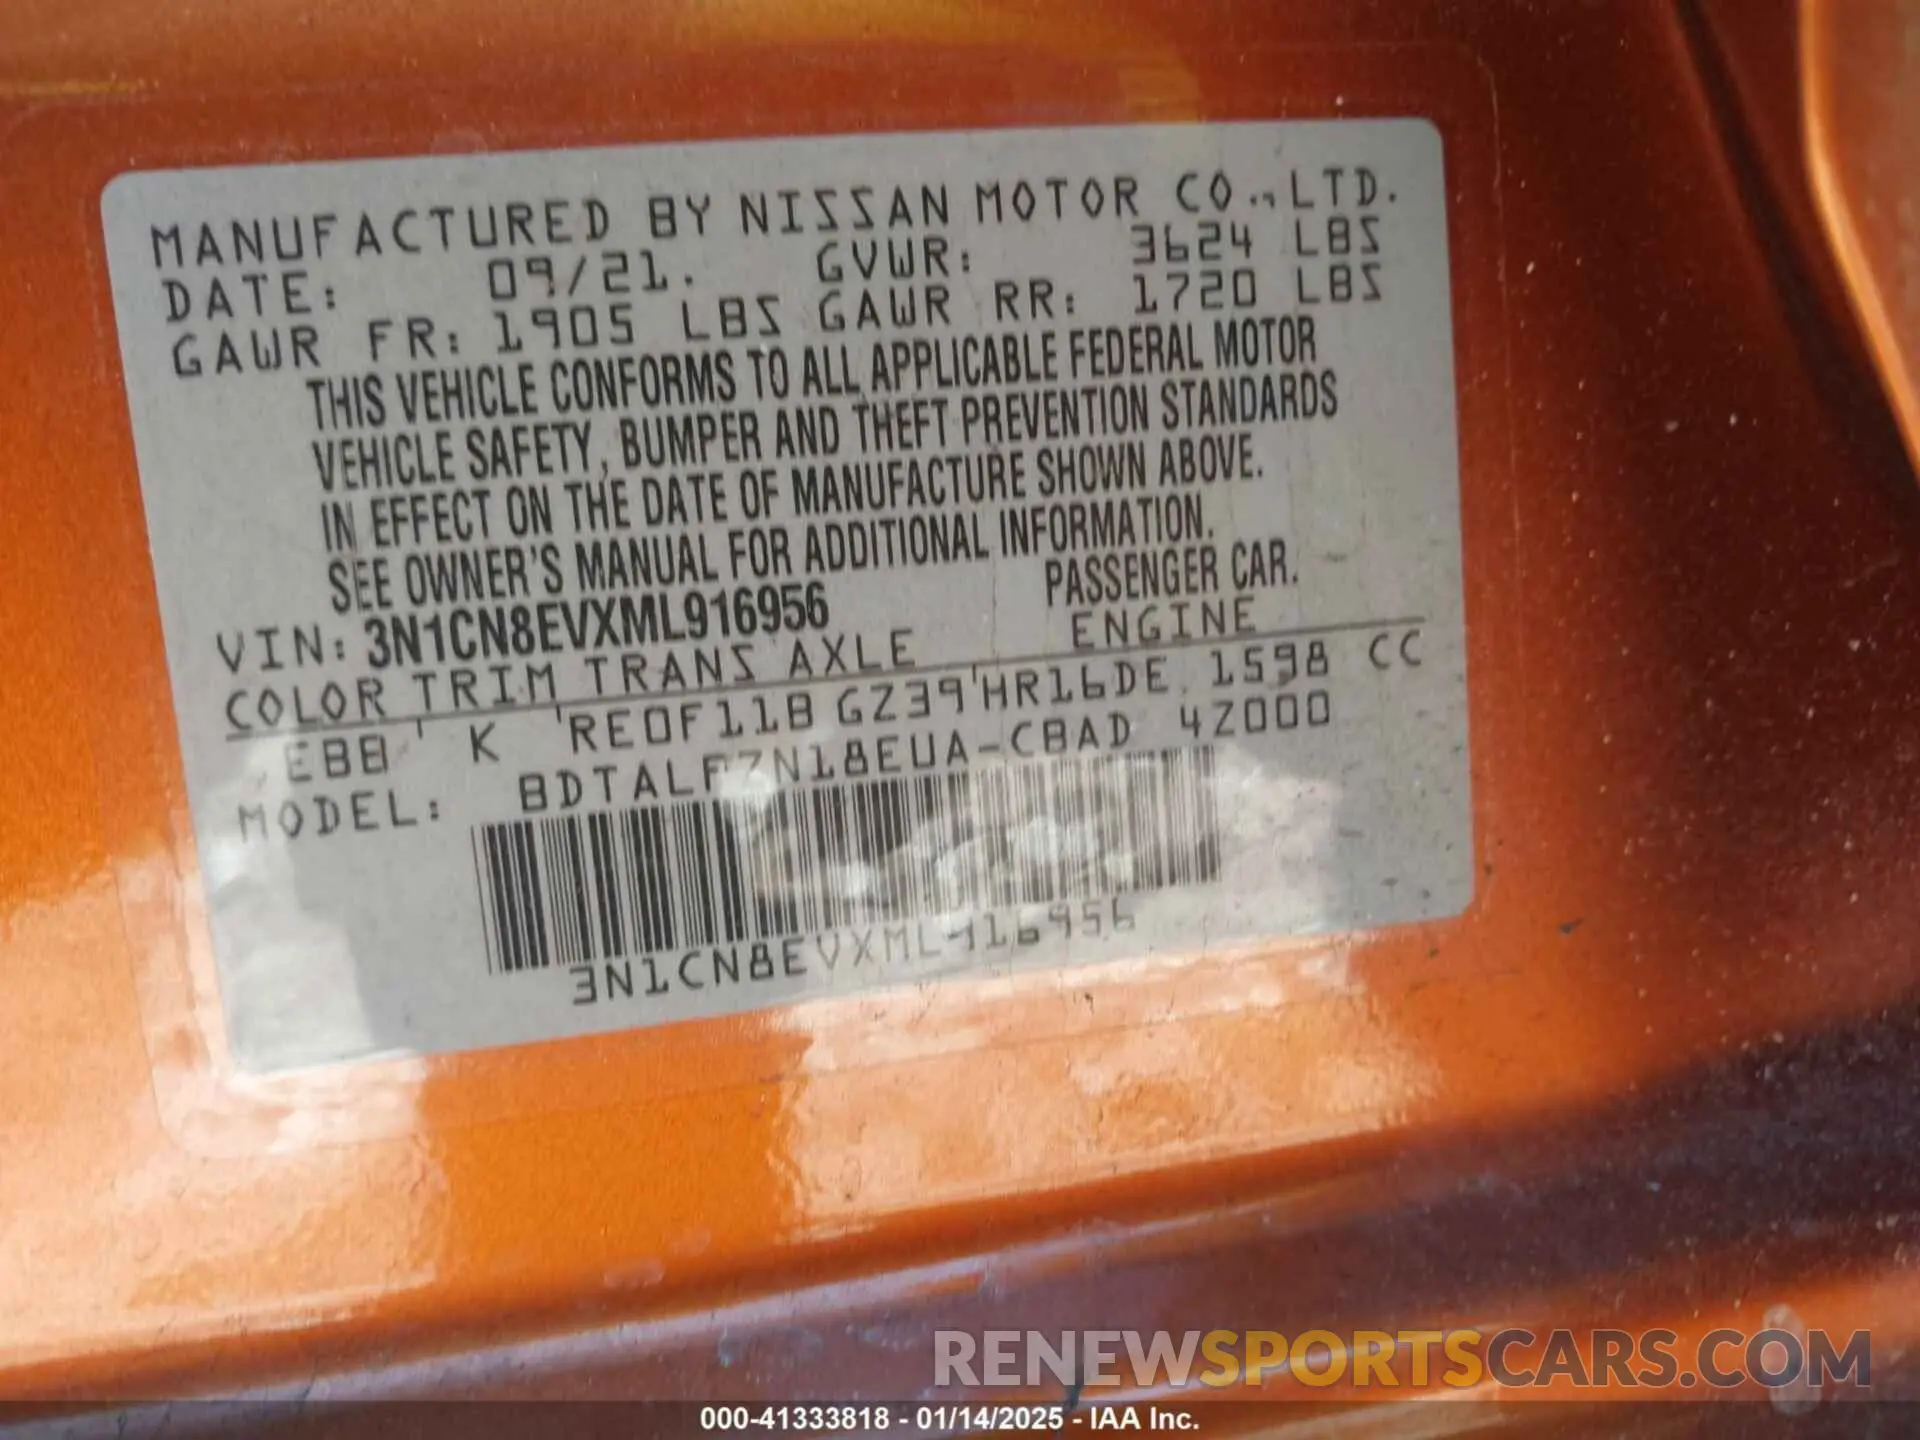 MANUFACTURED BY NISSAN MOTOR CO., LTD.
DATE: 09/21. GVWR: 3624 LBS
GAWR FR: 1905 LBS GAWR RR: 1720 LBS
THIS VEHICLE CONFORMS TO ALL APPLICABLE FEDERAL MOTOR
VEHICLE SAFETY, BUMPER AND THEFT PREVENTION STANDARDS
IN EFFECT ON THE DATE OF MANUFACTURE SHOWN ABOVE.
SEE OWNER'S MANUAL FOR ADDITIONAL INFORMATION.
VIN: 3N1CN8EVXML916956 PASSENGER CAR.
COLOR TRIM TRANS AXLE ENGINE
EBB K RE0F11B GZ39 HR16DE 1598 CC
MODEL: BDTALFZN18EUA-CBAD 4Z000
3N1CN8EVXML916956
RENEWSPORTSCARS.COM
000-41333818 - 01/14/2025 - IAA Inc.